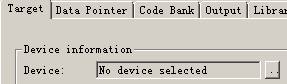 Target Data Pointer Code Bank Output Librar
Device information
Device: No device selected ..